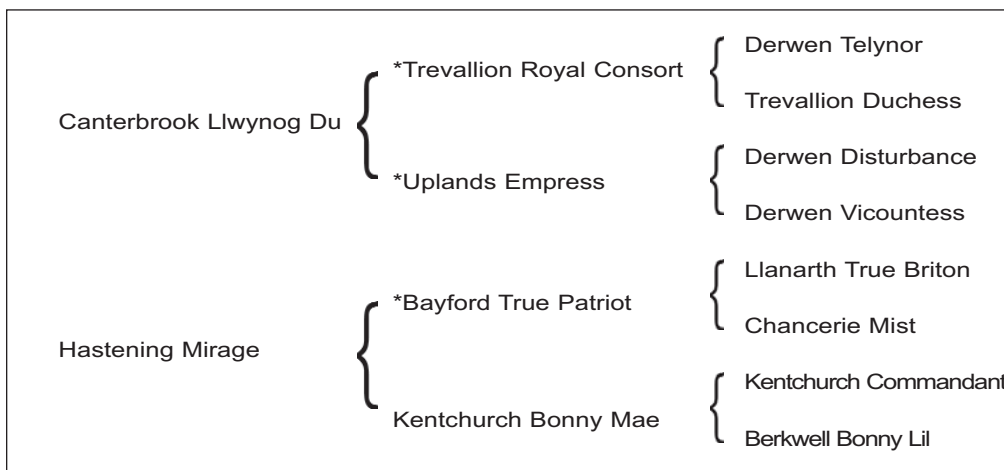 Derwen Telynor
*Trevallion Royal Consort
Trevallion Duchess
Canterbrook Llwynog Du
Derwen Disturbance
*Uplands Empress
Derwen Vicountess
Llanarth True Briton
*Bayford True Patriot
Chancerie Mist
Hastening Mirage
Kentchurch Commandant
Kentchurch Bonny Mae
Berkwell Bonny Lil